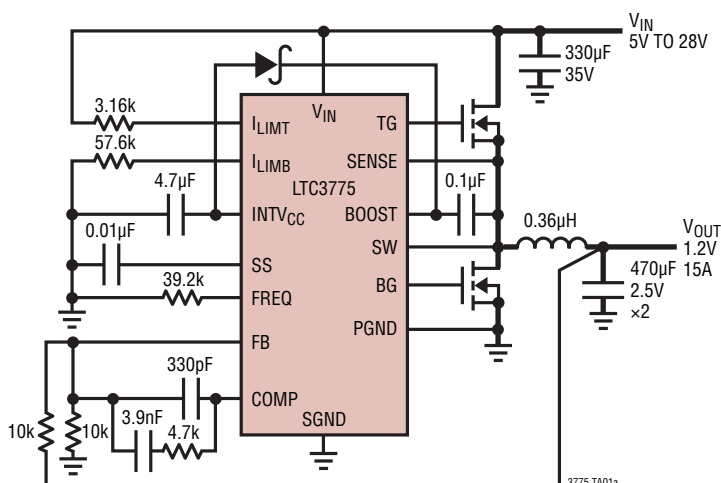 VIN
5V TO 28V
330µF
35V
3.16k
57.6k
4.7µF
0.01µF
39.2k
ILIMT
VIN
TG
ILIMB
SENSE
LTC3775
INTVCC
BOOST
0.1µF
SW
0.36µH
VOUT
1.2V
15A
SS
FREQ
BG
470µF
2.5V
×2
PGND
FB
330pF
COMP
3.9nF
4.7k
SGND
10k
10k
3775 TA01a